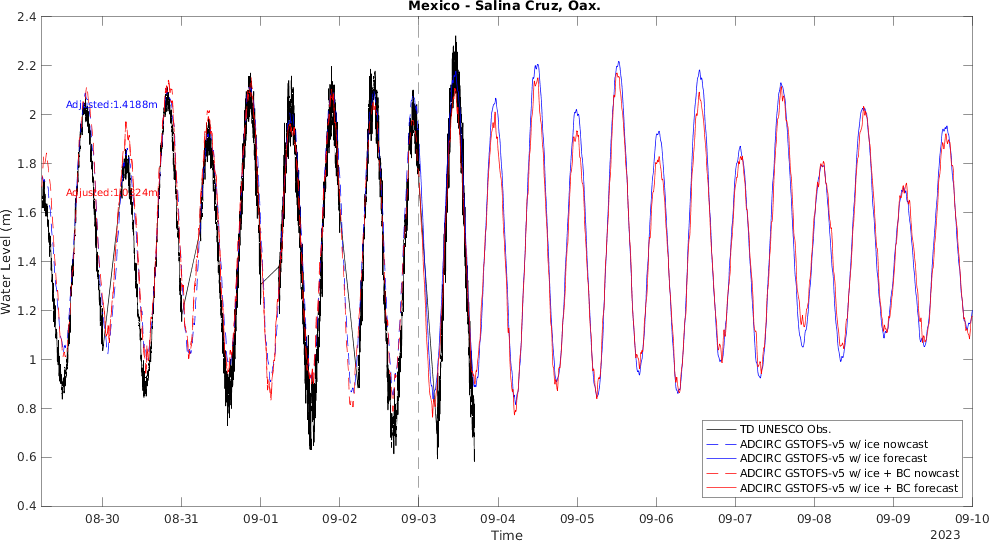 Mexico - Salina Cruz, Oax.
2.4
2.2
2
1.8
1.6
1.4
1.2
1
0.8
0.6
0.4
Water Level (m)
Adjusted:1.4188m
08-30
08-31
09-01
09-02
09-03
09-04
09-05
09-06
09-07
09-08
09-09
09-10
Time
2023
TD UNESCO Obs.
ADCIRC GSTOFS-v5 w/ ice nowcast
ADCIRC GSTOFS-v5 w/ ice forecast
ADCIRC GSTOFS-v5 w/ ice + BC nowcast
ADCIRC GSTOFS-v5 w/ ice + BC forecast